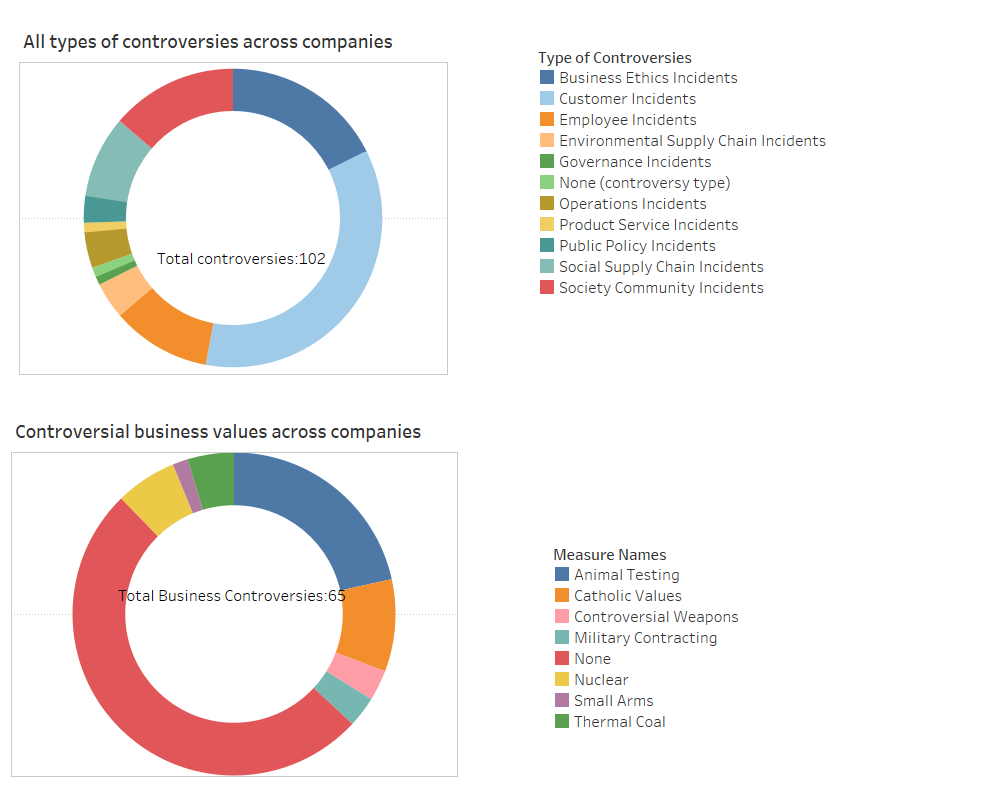 All types of controversies across companies
Total controversies:102
Type of Controversies
Business Ethics Incidents
Customer Incidents
Employee Incidents
Environmental Supply Chain Incidents
Governance Incidents
None (controversy type)
Operations Incidents
Product Service Incidents
Public Policy Incidents
Social Supply Chain Incidents
Society Community Incidents
Controversial business values across companies
Total Business Controversies:65
Measure Names
Animal Testing
Catholic Values
Controversial Weapons
Military Contracting
None
Nuclear
Small Arms
Thermal Coal